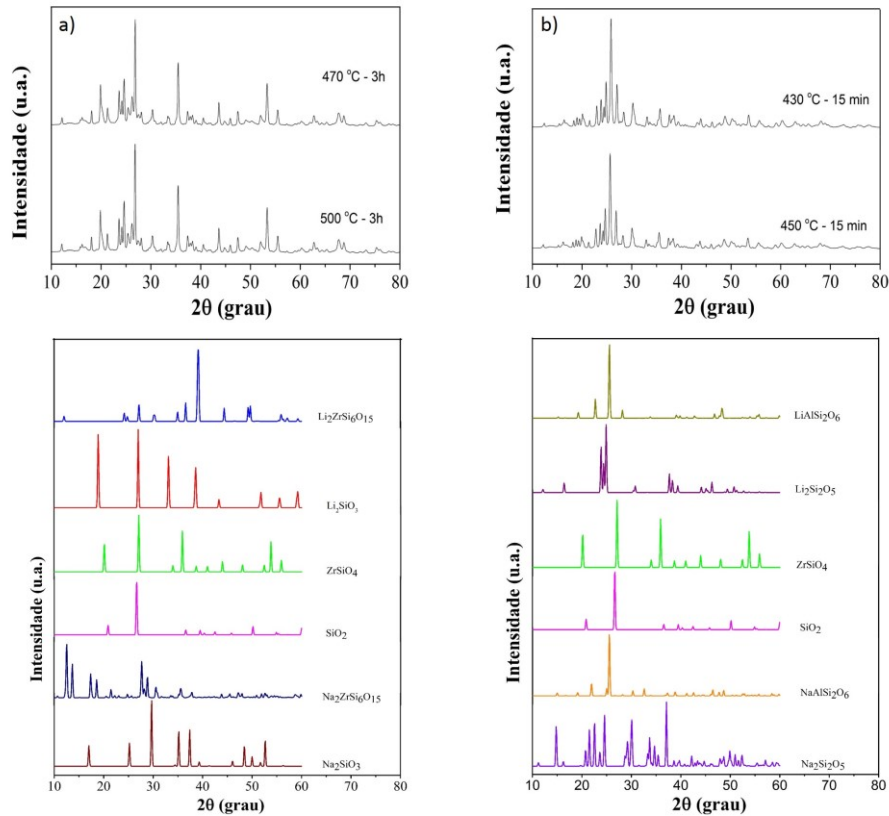 a)
Intensidade (u.a.)
470 °C - 3h
500 °C - 3h
10 20 30 40 50 60 70 80
2θ (grau)
b)
Intensidade (u.a.)
430 °C - 15 min
450 °C - 15 min
10 20 30 40 50 60 70 80
2θ (grau)
Intensidade (u.a.)
Li₂ZrSi₆O₁₅
Li₂SiO₃
ZrSiO₄
SiO₂
Na₂ZrSi₆O₁₅
Na₂SiO₃
10 20 30 40 50 60 70 80
2θ (grau)
Intensidade (u.a.)
LiAlSi₂O₆
Li₂Si₂O₅
ZrSiO₄
SiO₂
NaAlSi₂O₆
Na₂Si₂O₅
10 20 30 40 50 60 70 80
2θ (grau)